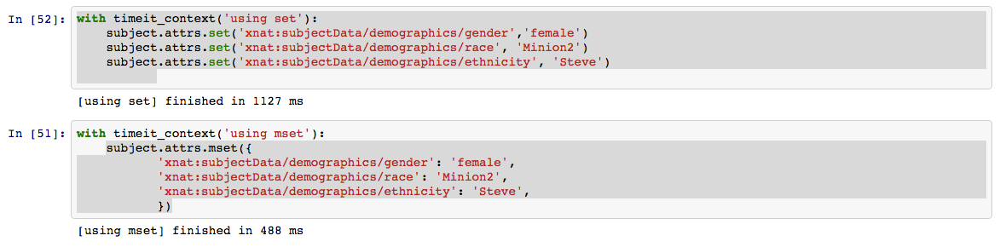 In [52]: with timeit_context('using set'):
subject.attrs.set('xnat:subjectData/demographics/gender','female')
subject.attrs.set('xnat:subjectData/demographics/race', 'Minion2')
subject.attrs.set('xnat:subjectData/demographics/ethnicity', 'Steve')
[using set] finished in 1127 ms
In [51]: with timeit_context('using mset'):
subject.attrs.mset({
'xnat:subjectData/demographics/gender': 'female',
'xnat:subjectData/demographics/race': 'Minion2',
'xnat:subjectData/demographics/ethnicity': 'Steve',
})
[using mset] finished in 488 ms